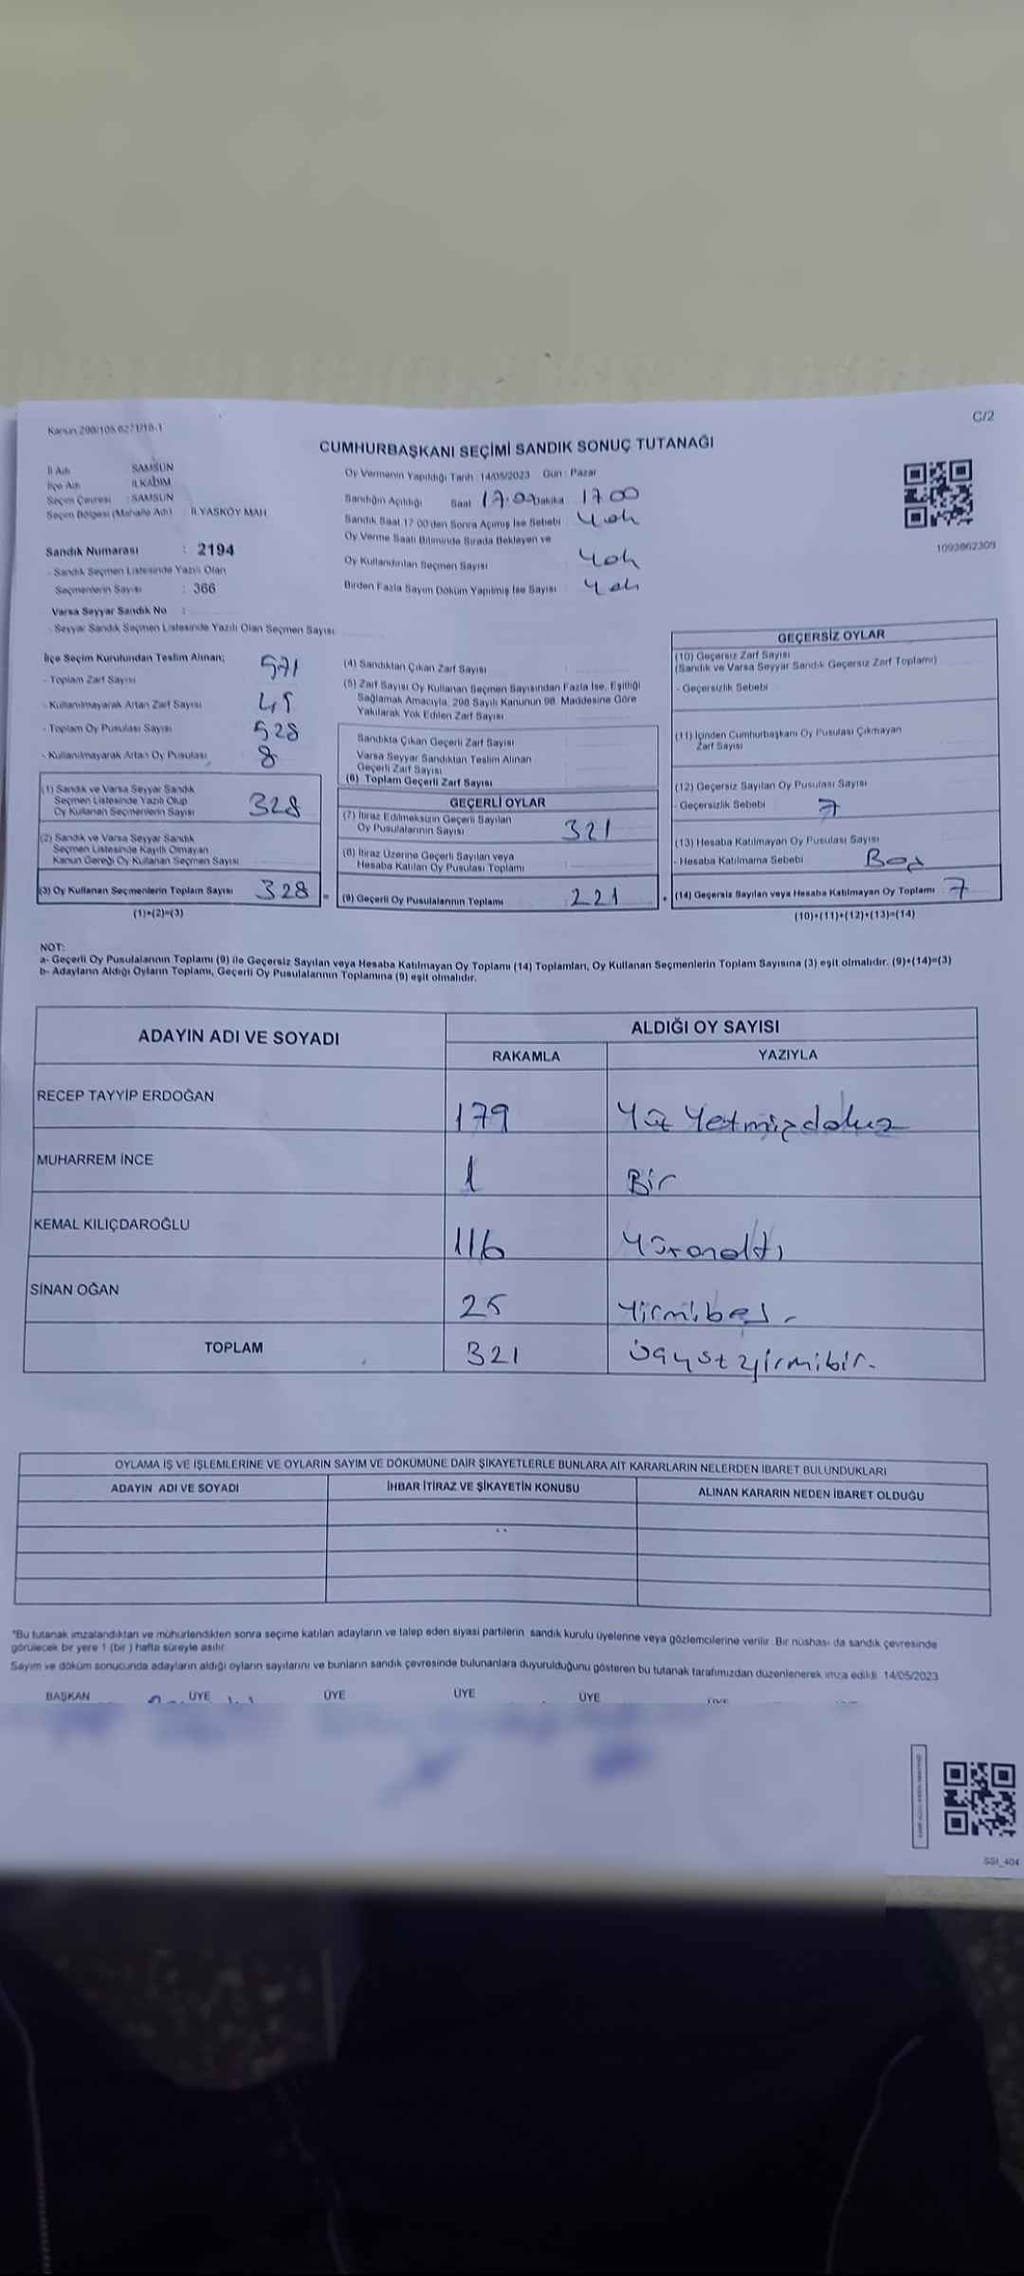 C/2
CUMHURBAŞKANI SEÇİMİ SANDIK SONUÇ TUTANAĞI
İl Adı SAMSUN
İlçe Adı İLKADIM
Seçim Çevresi : SAMSUN
Seçim Bölgesi (Mahalle Adı) : İLYASKÖY MAH
Sandık Numarası : 2194
- Sandık Seçmen Listesinde Yazılı Olan
Seçmenlerin Sayısı : 366
Varsa Seyyar Sandık No :
- Seyyar Sandık Seçmen Listesinde Yazılı Olan Seçmen Sayısı
Oy Vermenin Yapıldığı Tarih : 14/05/2023 Gün : Pazar
Sandığın Açıldığı Saat 17.00 Dakika 17 00
Sandık Saat 17 00'den Sonra Açımış İse Sebebi Yok
Oy Verme Saati Bitiminde Sırada Bekleyen ve
Oy Kullandırılan Seçmen Sayısı Yok
Birden Fazla Sayım Döküm Yapılmış İse Sayısı Yok
1093862309
İlçe Seçim Kurulundan Teslim Alınan;
- Toplam Zarf Sayısı 571
- Kullanılmayarak Artan Zarf Sayısı
- Toplam Oy Pusulası Sayısı 528
- Kullanılmayarak Artan Oy Pusulası 8
(1) Sandık ve Varsa Seyyar Sandık
Seçmen Listesinde Yazılı Olup
Oy Kullanan Seçmenlerin Sayısı 328
(2) Sandık ve Varsa Seyyar Sandık
Seçmen Listesinde Kayıtlı Olmayan
Kanun Gereği Oy Kullanan Seçmen Sayısı
(3) Oy Kullanan Seçmenlerin Toplam Sayısı 328
(1)+(2)=(3)
(4) Sandıktan Çıkan Zarf Sayısı
(5) Zarf Sayısı Oy Kullanan Seçmen Sayısından Fazla İse, Eşitliği
Sağlamak Amacıyla, 298 Sayılı Kanunun 98. Maddesine Göre
Yakılarak Yok Edilen Zarf Sayısı
Sandıkta Çıkan Geçerli Zarf Sayısı
Varsa Seyyar Sandıktan Teslim Alınan
Geçerli Zarf Sayısı
(6) Toplam Geçerli Zarf Sayısı
GEÇERLİ OYLAR
(7) İtiraz Edilmeksizin Geçerli Sayılan
Oy Pusulalarının Sayısı 321
(8) İtiraz Üzerine Geçerli Sayılan veya
Hesaba Katılan Oy Pusulası Toplamı
(9) Geçerli Oy Pusulalarının Toplamı 221
GEÇERSİZ OYLAR
(10) Geçersiz Zarf Sayısı
(Sandık ve Varsa Seyyar Sandık Geçersiz Zarf Toplamı)
- Geçersizlik Sebebi
(11) İçinden Cumhurbaşkanı Oy Pusulası Çıkmayan
Zarf Sayısı
(12) Geçersiz Sayılan Oy Pusulası Sayısı
- Geçersizlik Sebebi 7
(13) Hesaba Katılmayan Oy Pusulası Sayısı
- Hesaba Katılmama Sebebi Boş
(14) Geçersiz Sayılan veya Hesaba Katılmayan Oy Toplamı 7
(10)+(11)+(12)+(13)=(14)
NOT:
a- Geçerli Oy Pusulalarının Toplamı (9) ile Geçersiz Sayılan veya Hesaba Katılmayan Oy Toplamı (14) Toplamları, Oy Kullanan Seçmenlerin Toplam Sayısına (3) eşit olmalıdır. (9)+(14)=(3)
b- Adayların Aldığı Oyların Toplamı, Geçerli Oy Pusulalarının Toplamına (9) eşit olmalıdır.
ADAYIN ADI VE SOYADI ALDIĞI OY SAYISI
RAKAMLA YAZIYLA
RECEP TAYYİP ERDOĞAN 179 Yüz Yetmişdokuz
MUHARREM İNCE 1 Bir
KEMAL KILIÇDAROĞLU 116 Yüzonaltı
SİNAN OĞAN 25 Yirmibeş
TOPLAM 321 Üçyüzyirmibir.
OYLAMA İŞ VE İŞLEMLERİNE VE OYLARIN SAYIM VE DÖKÜMÜNE DAİR ŞİKAYETLERLE BUNLARA AİT KARARLARIN NELERDEN İBARET BULUNDUKLARI
ADAYIN ADI VE SOYADI İHBAR İTİRAZ VE ŞİKAYETİN KONUSU ALINAN KARARIN NEDEN İBARET OLDUĞU
*Bu tutanak imzalandıktan ve mühürlendikten sonra seçime katılan adayların ve talep eden siyasi partilerin sandık kurulu üyelerine veya gözlemcilerine verilir. Bir nüshası da sandık çevresinde
görülecek bir yere 1 (bir ) hafta süreyle asılır.
Sayım ve döküm sonucunda adayların aldığı oyların sayılarını ve bunların sandık çevresinde bulunanlara duyurulduğunu gösteren bu tutanak tarafımızdan düzenlenerek imza edildi. 14/05/2023
BAŞKAN ÜYE ÜYE ÜYE ÜYE
SSI_404